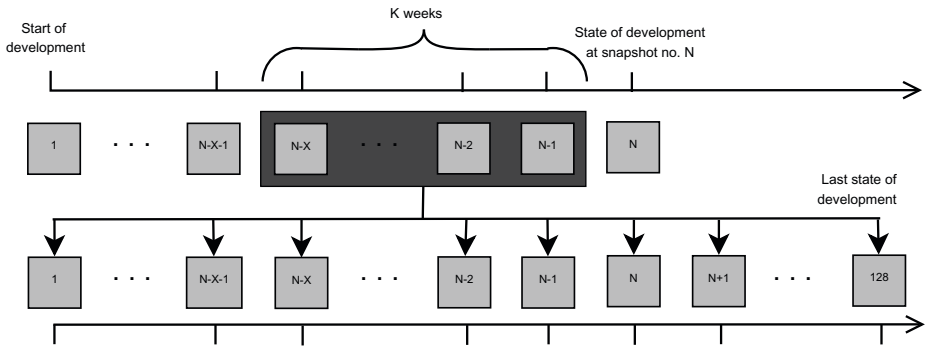 K weeks
Start of
development
State of development
at snapshot no. N
1
. . .
N-X-1
N-X
. . .
N-2
N-1
N
Last state of
development
1
. . .
N-X-1
N-X
. . .
N-2
N-1
N
N+1
. . .
128